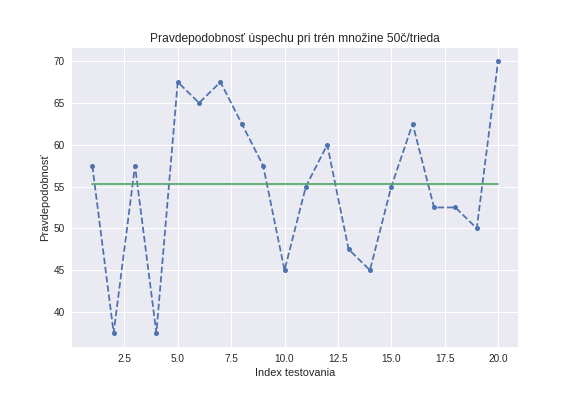 Pravdepodobnosť úspechu pri trén množine 50č/trieda
70
65
60
55
50
45
40
Pravdepodobnosť
2.5 5.0 7.5 10.0 12.5 15.0 17.5 20.0
Index testovania